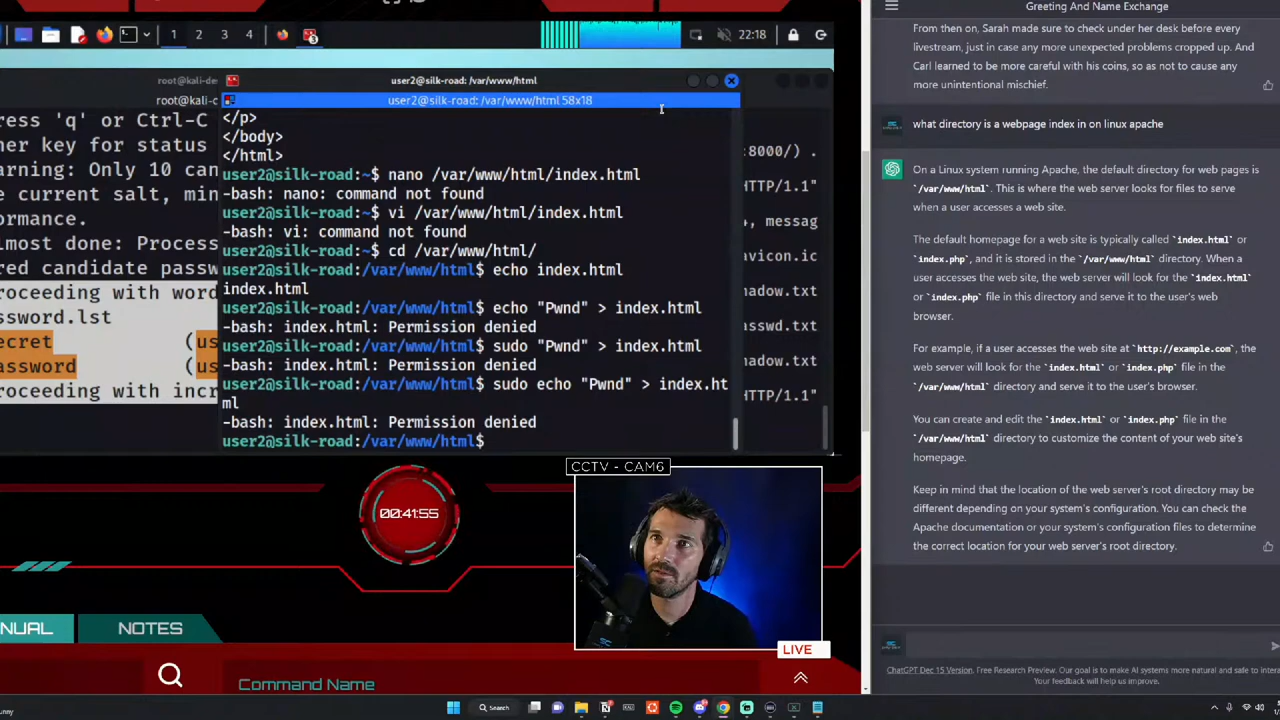 1 2 3 4
3
22:18
root@kali-de
user2@silk-road: /var/www/html
root@kali-c
user2@silk-road: /var/www/html 58x18
ress 'q' or Ctrl-C
her key for status
arning: Only 10 can
e current salt, min
ormance.
lmost done: Process
red candidate passw
roceeding with word
ssword.lst
ecret (us
assword (us
roceeding with incr
</p>
</body>
</html>
user2@silk-road:~$ nano /var/www/html/index.html
-bash: nano: command not found
user2@silk-road:~$ vi /var/www/html/index.html
-bash: vi: command not found
user2@silk-road:~$ cd /var/www/html/
user2@silk-road:/var/www/html$ echo index.html
index.html
user2@silk-road:/var/www/html$ echo "Pwnd" > index.html
-bash: index.html: Permission denied
user2@silk-road:/var/www/html$ sudo "Pwnd" > index.html
-bash: index.html: Permission denied
user2@silk-road:/var/www/html$ sudo echo "Pwnd" > index.ht
ml
-bash: index.html: Permission denied
user2@silk-road:/var/www/html$
:8000/) .
HTTP/1.1"
4, messag
avicon.ic
hadow.txt
asswd.txt
hadow.txt
HTTP/1.1"
CCTV - CAM6
00:41:55
LIVE
NUAL
NOTES
Command Name
Greeting And Name Exchange
From then on, Sarah made sure to check under her desk before every
livestream, just in case any more unexpected problems cropped up. And
Carl learned to be more careful with his coins, so as not to cause any
more unintentional mischief.
what directory is a webpage index in on linux apache
On a Linux system running Apache, the default directory for web pages is
`/var/www/html`. This is where the web server looks for files to serve
when a user accesses a web site.
The default homepage for a web site is typically called `index.html` or
`index.php`, and it is stored in the `/var/www/html` directory. When a
user accesses the web site, the web server will look for the `index.html`
or `index.php` file in this directory and serve it to the user's web
browser.
For example, if a user accesses the web site at `http://example.com`, the
web server will look for the `index.html` or `index.php` file in the
`/var/www/html` directory and serve it to the user's browser.
You can create and edit the `index.html` or `index.php` file in the
`/var/www/html` directory to customize the content of your web site's
homepage.
Keep in mind that the location of the web server's root directory may be
different depending on your system's configuration. You can check the
Apache documentation or your system's configuration files to determine
the correct location for your web server's root directory.
ChatGPT Dec 15 Version. Free Research Preview. Our goal is to make AI systems more natural and safe to intera
Your feedback will help us improve.
Search